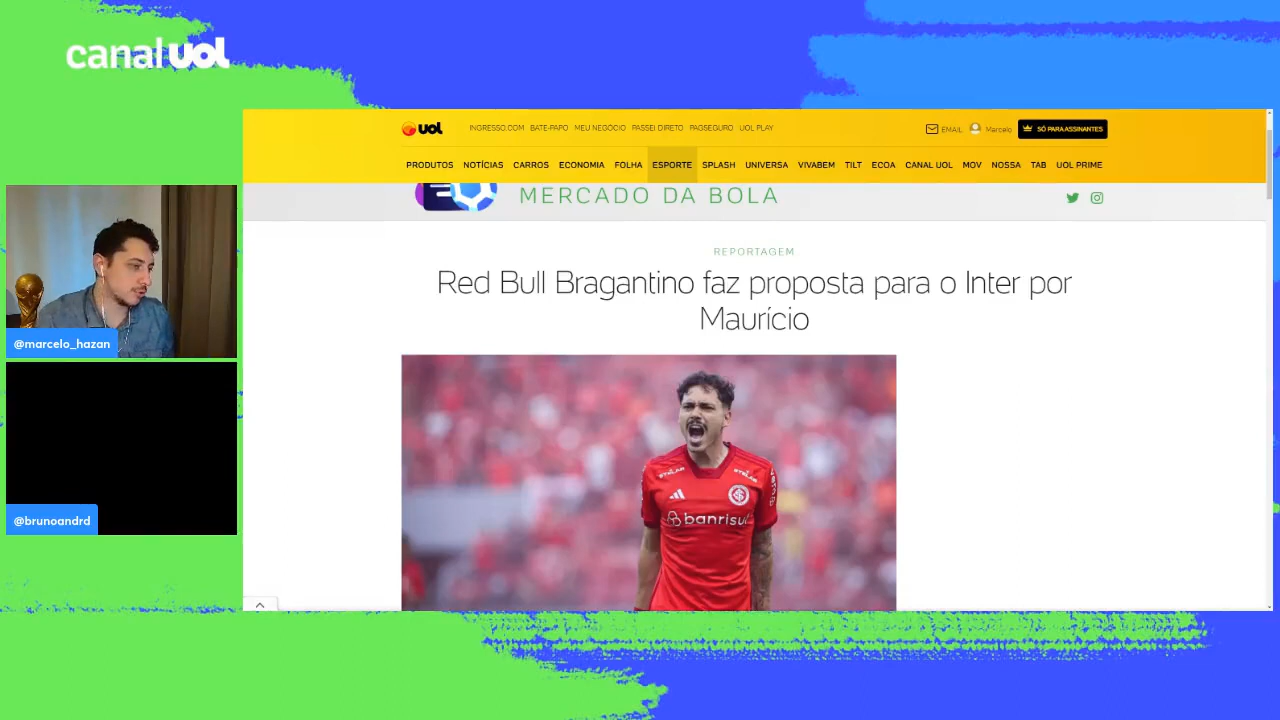 canal uol
uol
INGRESSO.COM BATE-PAPO MEU NEGÓCIO PASSEI DIRETO PAGSEGURO UOL PLAY
EMAIL Marcelo SÓ PARA ASSINANTES
PRODUTOS NOTÍCIAS CARROS ECONOMIA FOLHA ESPORTE SPLASH UNIVERSA VIVABEM TILT ECOA CANAL UOL MOV NOSSA TAB UOL PRIME
MERCADO DA BOLA
REPORTAGEM
Red Bull Bragantino faz proposta para o Inter por
Maurício
@marcelo_hazan
@brunoandrd
STELAR STELAR
banrisul